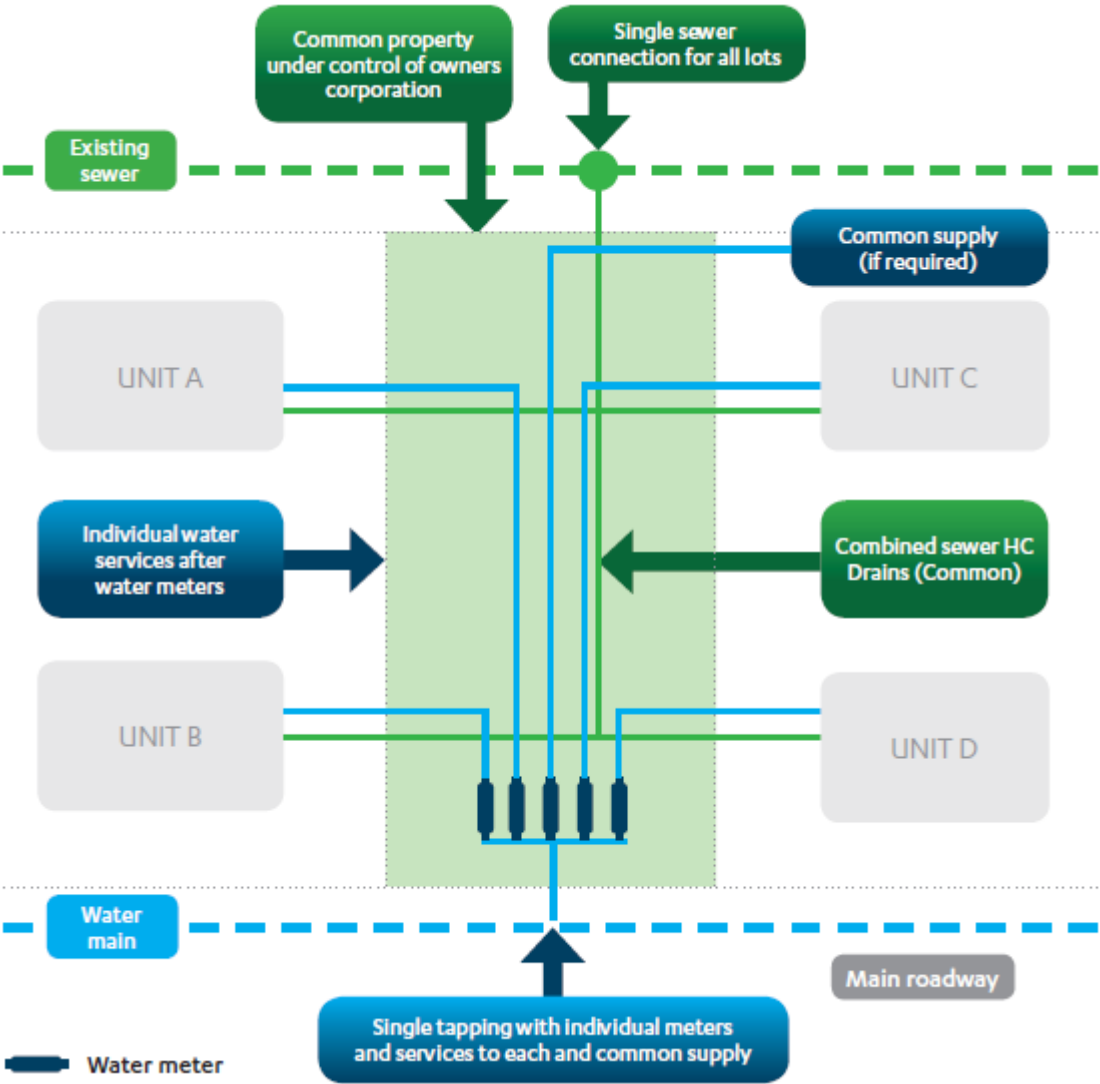 Common property
under control of owners
corporation
Single sewer
connection for all lots
Existing
sewer
Common supply
(if required)
UNIT A
UNIT C
Individual water
services after
water meters
Combined sewer HC
Drains (Common)
UNIT B
UNIT D
Water
main
Main roadway
Single tapping with individual meters
and services to each and common supply
Water meter